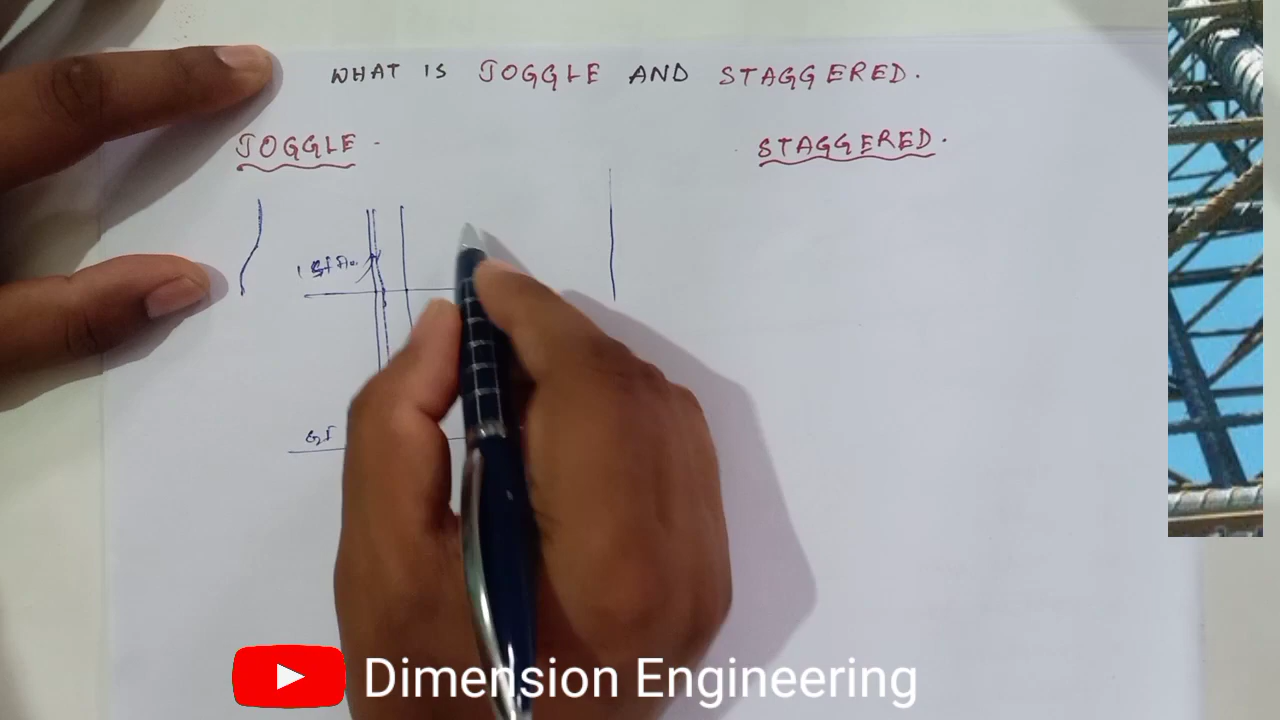 WHAT IS JOGGLE AND STAGGERED.
JOGGLE -
STAGGERED.
Dimension Engineering